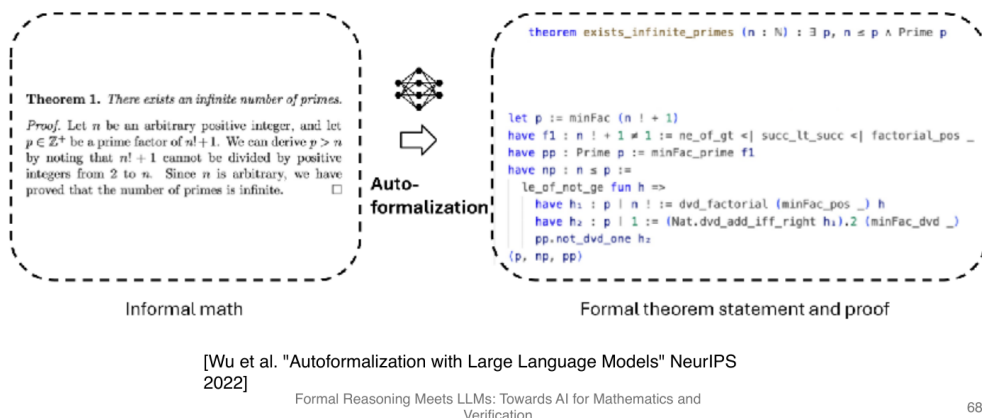 Theorem 1. There exists an infinite number of primes.
Proof. Let n be an arbitrary positive integer, and let
p ∈ ℤ⁺ be a prime factor of n! + 1. We can derive p > n
by noting that n! + 1 cannot be divided by positive
integers from 2 to n. Since n is arbitrary, we have
proved that the number of primes is infinite. □
Informal math
Auto-
formalization
theorem exists_infinite_primes (n : ℕ) : ∃ p, n ≤ p ∧ Prime p
let p := minFac (n ! + 1)
have f1 : n ! + 1 ≠ 1 := ne_of_gt <| succ_lt_succ <| factorial_pos _
have pp : Prime p := minFac_prime f1
have np : n ≤ p :=
le_of_not_ge fun h =>
have h₁ : p ∣ n ! := dvd_factorial (minFac_pos _) h
have h₂ : p ∣ 1 := (Nat.dvd_add_iff_right h₁).2 (minFac_dvd _)
pp.not_dvd_one h₂
⟨p, np, pp⟩
Formal theorem statement and proof
[Wu et al. "Autoformalization with Large Language Models" NeurIPS
2022]
Formal Reasoning Meets LLMs: Towards AI for Mathematics and
Verification
68